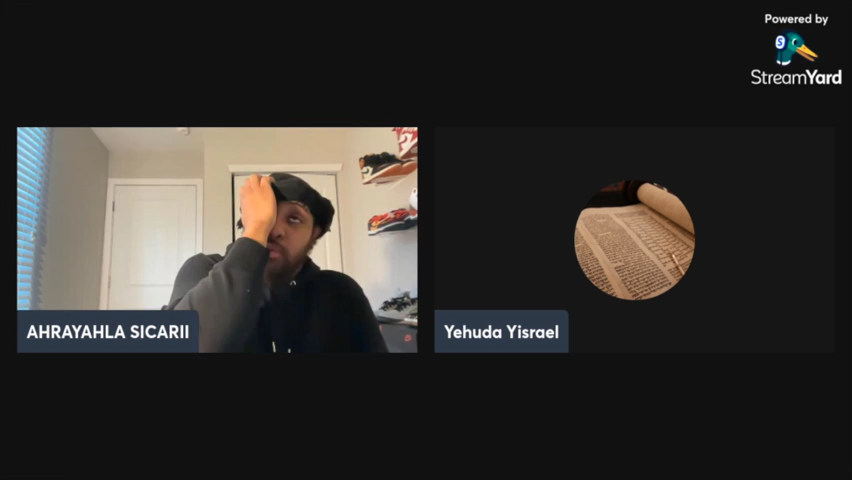 Powered by
StreamYard
AHRAYAHLA SICARII
Yehuda Yisrael